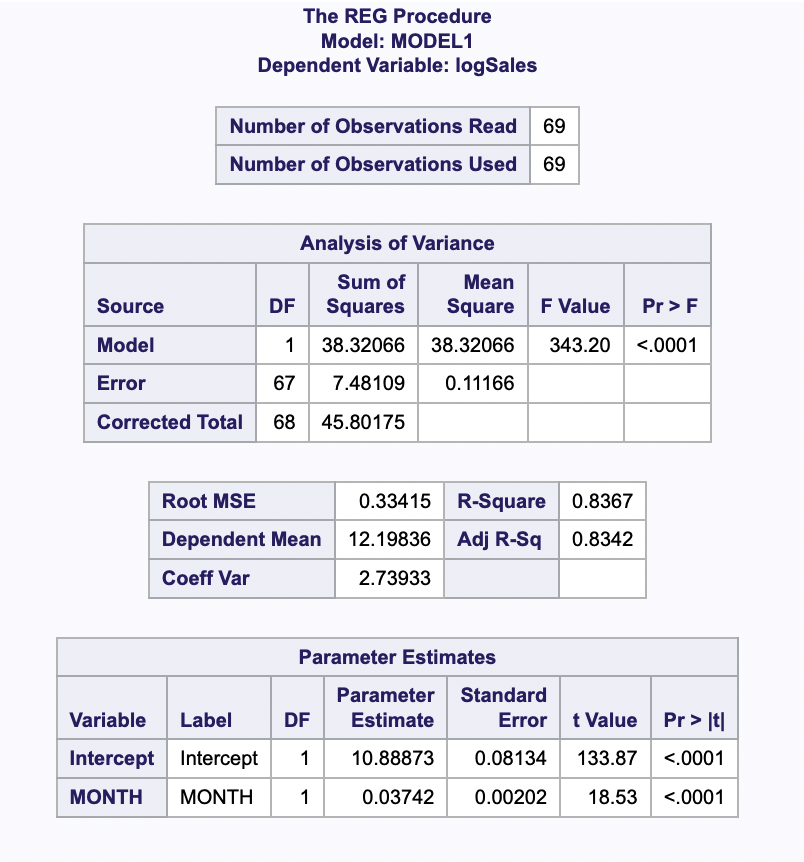 The REG Procedure
Model: MODEL1
Dependent Variable: logSales
Number of Observations Read 69
Number of Observations Used 69
Analysis of Variance
Source DF Sum of Squares Mean Square F Value Pr > F
Model 1 38.32066 38.32066 343.20 <.0001
Error 67 7.48109 0.11166
Corrected Total 68 45.80175
Root MSE 0.33415 R-Square 0.8367
Dependent Mean 12.19836 Adj R-Sq 0.8342
Coeff Var 2.73933
Parameter Estimates
Variable Label DF Parameter Estimate Standard Error t Value Pr > |t|
Intercept Intercept 1 10.88873 0.08134 133.87 <.0001
MONTH MONTH 1 0.03742 0.00202 18.53 <.0001